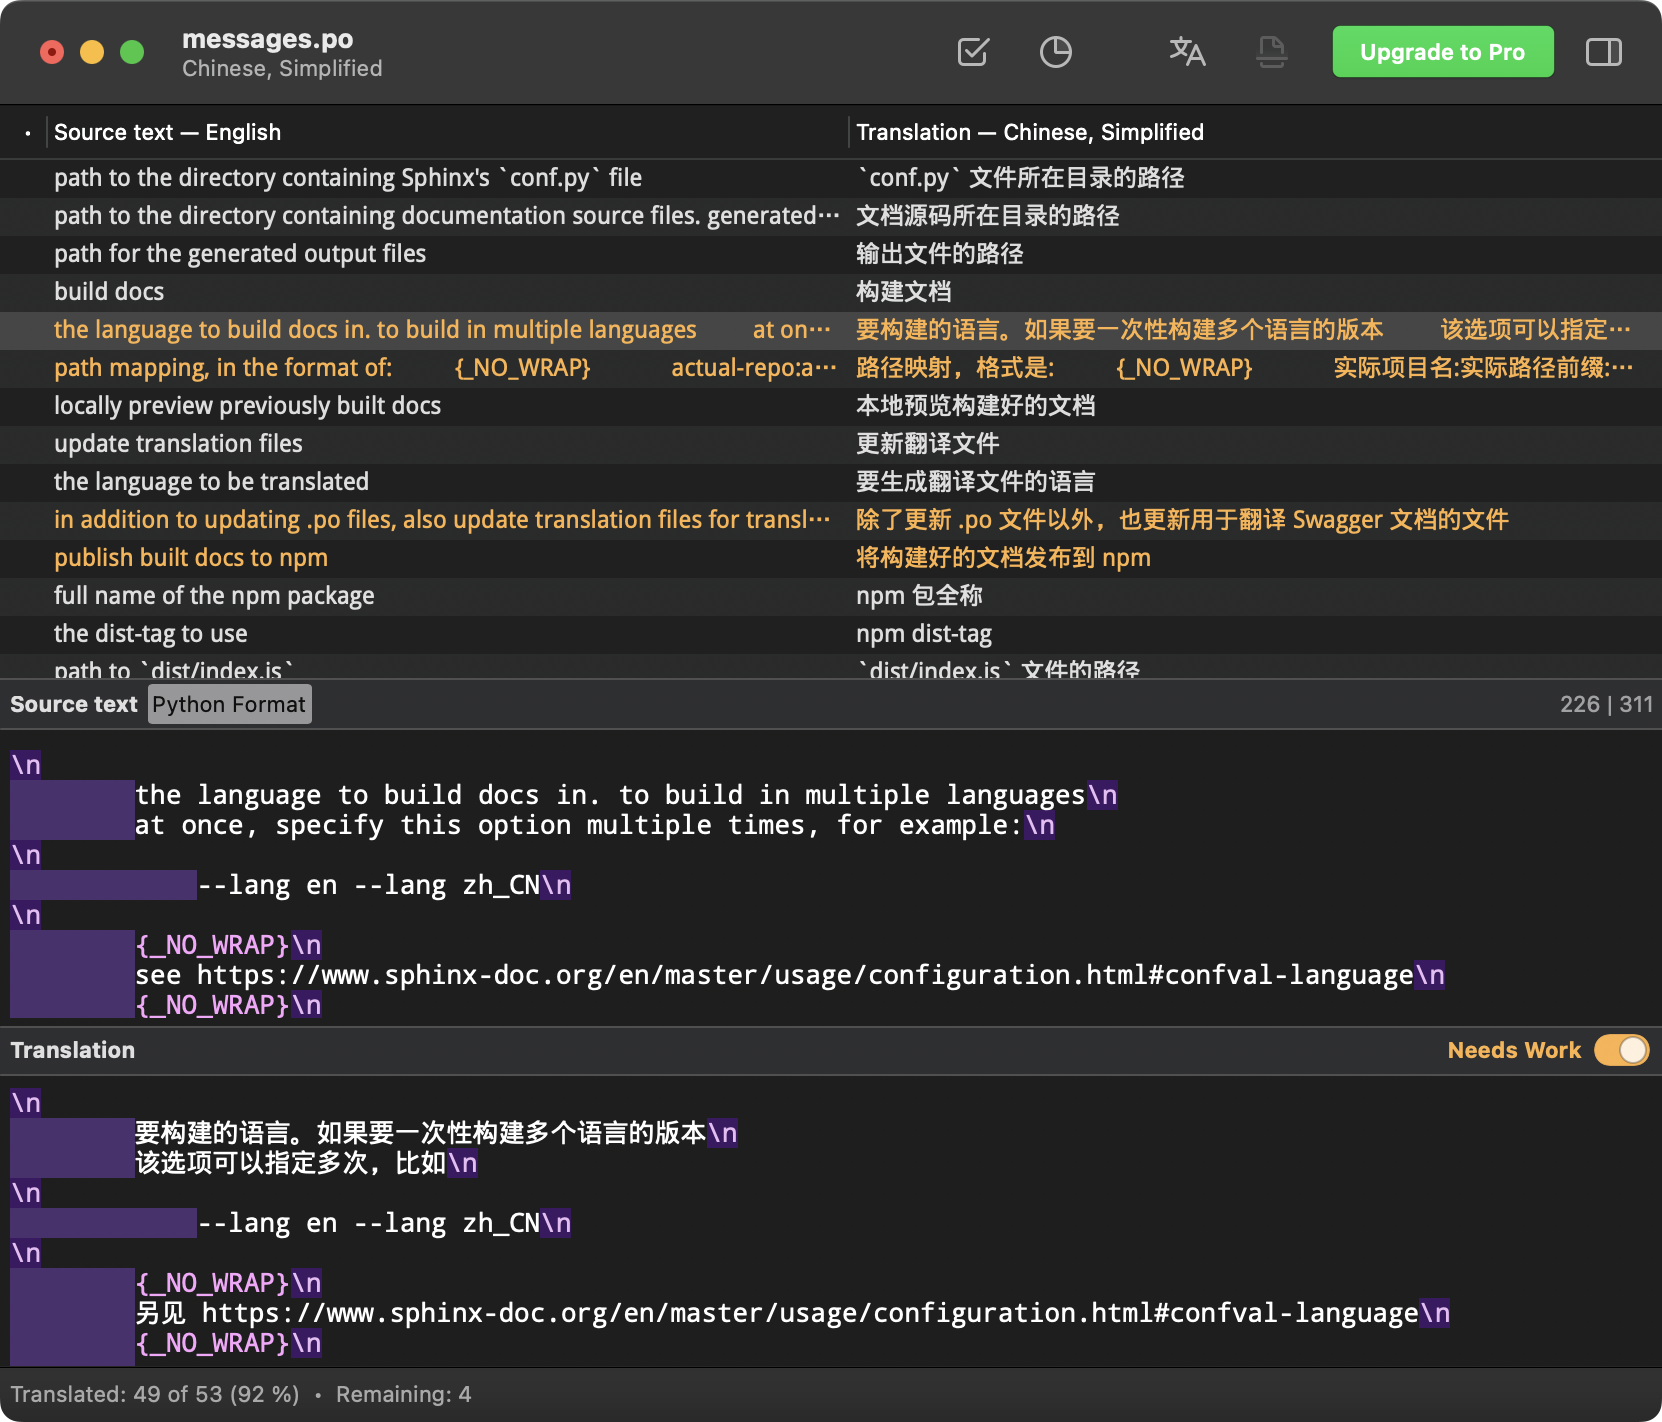 messages.po
Chinese, Simplified
Upgrade to Pro
• Source text — English Translation — Chinese, Simplified
path to the directory containing Sphinx's `conf.py` file `conf.py` 文件所在目录的路径
path to the directory containing documentation source files. generated··· 文档源码所在目录的路径
path for the generated output files 输出文件的路径
build docs 构建文档
the language to build docs in. to build in multiple languages at on··· 要构建的语言。如果要一次性构建多个语言的版本 该选项可以指定···
path mapping, in the format of: {_NO_WRAP} actual-repo:a··· 路径映射，格式是: {_NO_WRAP} 实际项目名:实际路径前缀:···
locally preview previously built docs 本地预览构建好的文档
update translation files 更新翻译文件
the language to be translated 要生成翻译文件的语言
in addition to updating .po files, also update translation files for transl··· 除了更新 .po 文件以外，也更新用于翻译 Swagger 文档的文件
publish built docs to npm 将构建好的文档发布到 npm
full name of the npm package npm 包全称
the dist-tag to use npm dist-tag
path to `dist/index.js` `dist/index.js` 文件的路径
Source text Python Format 226 | 311
\n
the language to build docs in. to build in multiple languages\n
at once, specify this option multiple times, for example:\n
\n
--lang en --lang zh_CN\n
\n
{_NO_WRAP}\n
see https://www.sphinx-doc.org/en/master/usage/configuration.html#confval-language\n
{_NO_WRAP}\n
Translation Needs Work
\n
要构建的语言。如果要一次性构建多个语言的版本\n
该选项可以指定多次，比如\n
\n
--lang en --lang zh_CN\n
\n
{_NO_WRAP}\n
另见 https://www.sphinx-doc.org/en/master/usage/configuration.html#confval-language\n
{_NO_WRAP}\n
Translated: 49 of 53 (92 %) • Remaining: 4